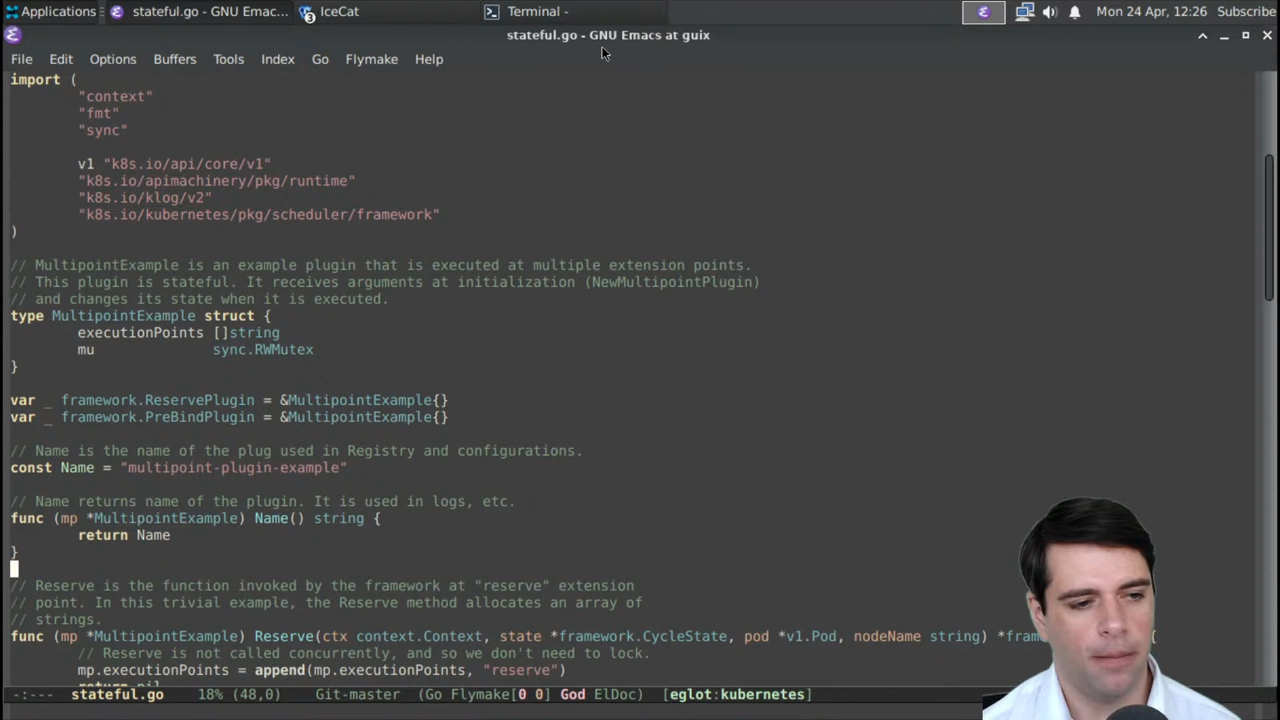 Applications
stateful.go - GNU Emac...
3 IceCat
Terminal -
Mon 24 Apr, 12:26 Subscribe
stateful.go - GNU Emacs at guix
File Edit Options Buffers Tools Index Go Flymake Help
import (
"context"
"fmt"
"sync"
v1 "k8s.io/api/core/v1"
"k8s.io/apimachinery/pkg/runtime"
"k8s.io/klog/v2"
"k8s.io/kubernetes/pkg/scheduler/framework"
)
// MultipointExample is an example plugin that is executed at multiple extension points.
// This plugin is stateful. It receives arguments at initialization (NewMultipointPlugin)
// and changes its state when it is executed.
type MultipointExample struct {
executionPoints []string
mu sync.RWMutex
}
var _ framework.ReservePlugin = &MultipointExample{}
var _ framework.PreBindPlugin = &MultipointExample{}
// Name is the name of the plug used in Registry and configurations.
const Name = "multipoint-plugin-example"
// Name returns name of the plugin. It is used in logs, etc.
func (mp *MultipointExample) Name() string {
return Name
}
// Reserve is the function invoked by the framework at "reserve" extension
// point. In this trivial example, the Reserve method allocates an array of
// strings.
func (mp *MultipointExample) Reserve(ctx context.Context, state *framework.CycleState, pod *v1.Pod, nodeName string) {
// Reserve is not called concurrently, and so we don't need to lock.
mp.executionPoints = append(mp.executionPoints, "reserve")
return nil
-:--- stateful.go 18% (48,0) Git-master (Go Flymake[0 0] God ElDoc) [eglot:kubernetes]